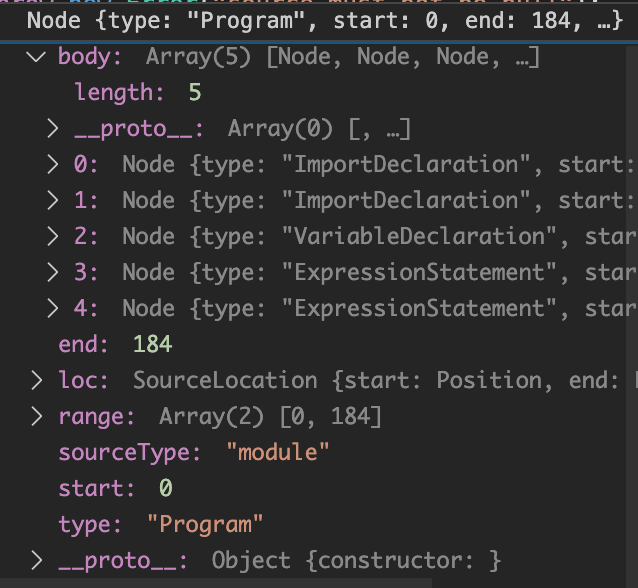 Node {type: "Program", start: 0, end: 184, …}
body: Array(5) [Node, Node, Node, …]
length: 5
__proto__: Array(0) [, …]
0: Node {type: "ImportDeclaration", start:
1: Node {type: "ImportDeclaration", start:
2: Node {type: "VariableDeclaration", star
3: Node {type: "ExpressionStatement", star
4: Node {type: "ExpressionStatement", star
end: 184
loc: SourceLocation {start: Position, end:
range: Array(2) [0, 184]
sourceType: "module"
start: 0
type: "Program"
__proto__: Object {constructor: }